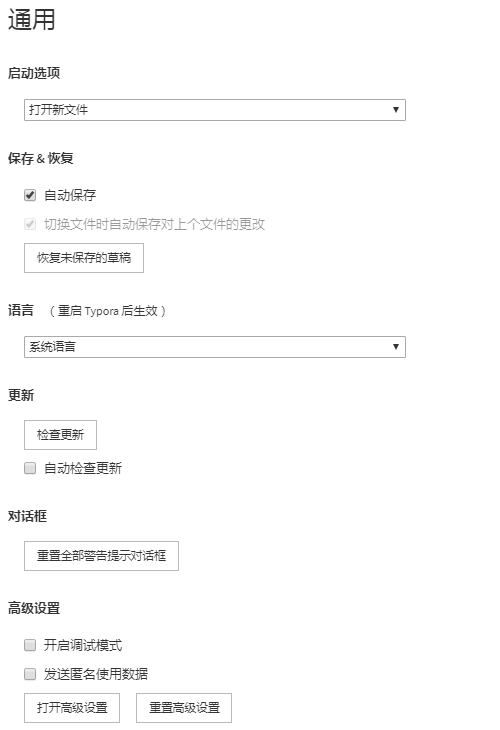 通用
启动选项
打开新文件
保存 & 恢复
自动保存
切换文件时自动保存对上个文件的更改
恢复未保存的草稿
语言 （重启 Typora 后生效）
系统语言
更新
检查更新
自动检查更新
对话框
重置全部警告提示对话框
高级设置
开启调试模式
发送匿名使用数据
打开高级设置 重置高级设置